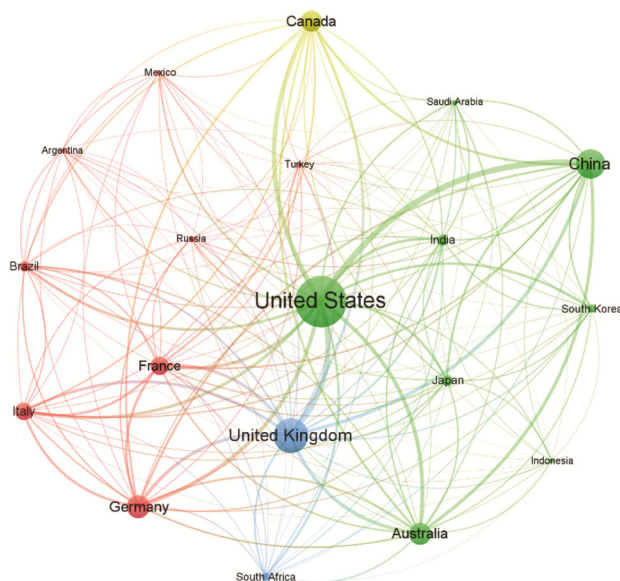 Canada
Mexico
Saudi Arabia
Argentina
Turkey
China
Russia
India
Brazil
United States
South Korea
France
Japan
Italy
United Kingdom
Indonesia
Germany
Australia
South Africa